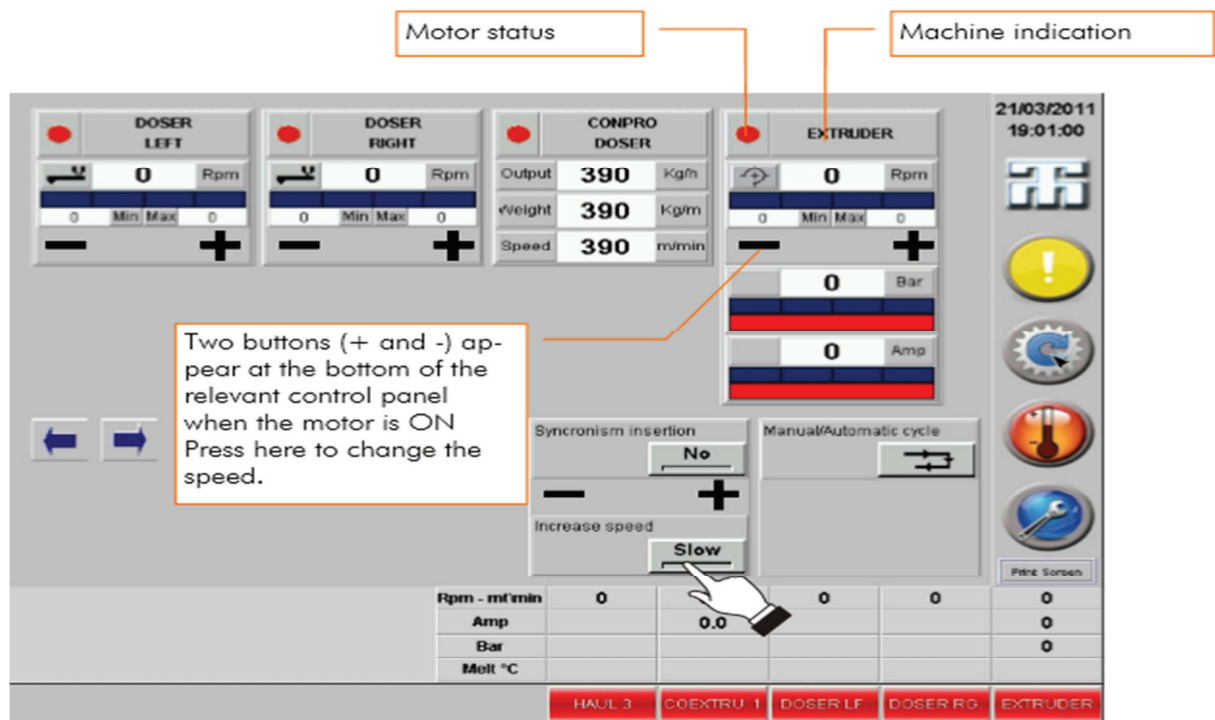 Motor status
Machine indication
DOSER
LEFT
0 Rpm
0 Min Max 0
DOSER
RIGHT
0 Rpm
0 Min Max 0
CONPRO
DOSER
Output 390 Kg/h
Weight 390 Kg/m
Speed 390 m/min
EXTRUDER
0 Rpm
0 Min Max 0
0 Bar
0 Amp
21/03/2011
19:01:00
Two buttons (+ and -) ap-
pear at the bottom of the
relevant control panel
when the motor is ON
Press here to change the
speed.
Syncronism insertion
No
Increase speed
Slow
Manual/Automatic cycle
Print Screen
Rpm - mt/min 0 0 0 0
Amp 0.0 0
Bar 0
Melt °C
HAUL 3 COEXTRU 1 DOSER LF DOSER RG EXTRUDER